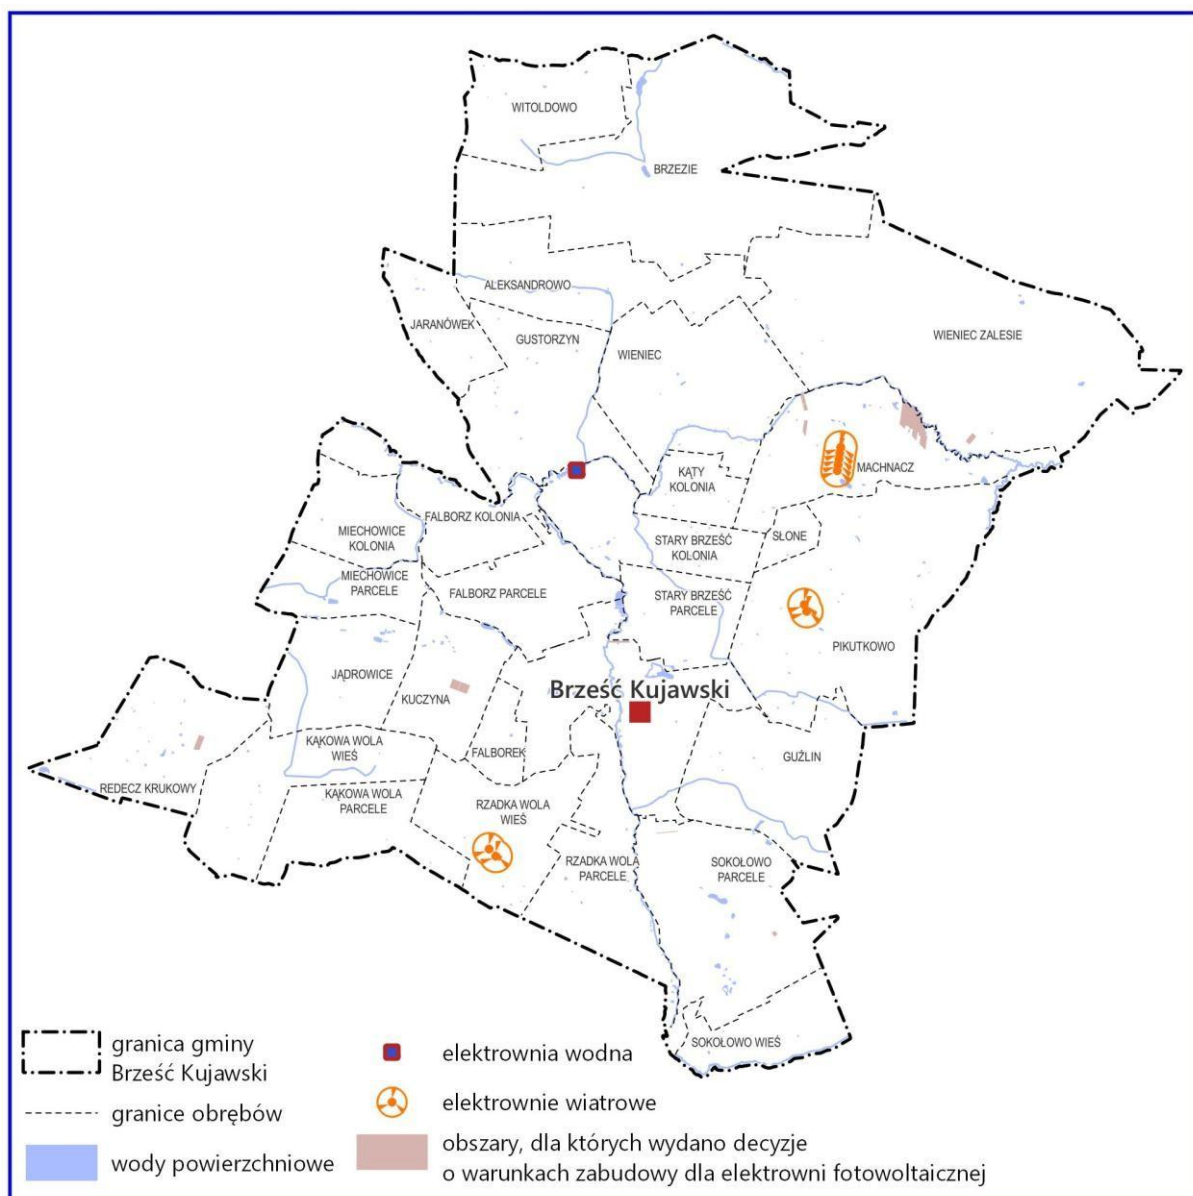 WITOLDOWO
BRZEZIE
ALEKSANDROWO
JARANÓWEK
GUSTORZYN
WIENIEC
WIENIEC ZALESIE
KĄTY
KOLONIA
MACHNACZ
FALBORZ KOLONIA
MIECHOWICE
KOLONIA
STARY BRZEŚĆ
KOLONIA
SŁONE
MIECHOWICE
PARCELE
FALBORZ PARCELE
STARY BRZEŚĆ
PARCELE
PIKUTKOWO
JĄDROWICE
KUCZYNA
Brześć Kujawski
KĄKOWA WOLA
WIEŚ
FALBOREK
GUŹLIN
REDECZ KRUKOWY
KĄKOWA WOLA
PARCELE
RZADKA WOLA
WIEŚ
RZADKA WOLA
PARCELE
SOKOŁOWO
PARCELE
SOKOŁOWO WIEŚ
granica gminy
Brześć Kujawski
granice obrębów
wody powierzchniowe
elektrownia wodna
elektrownie wiatrowe
obszary, dla których wydano decyzje
o warunkach zabudowy dla elektrowni fotowoltaicznej